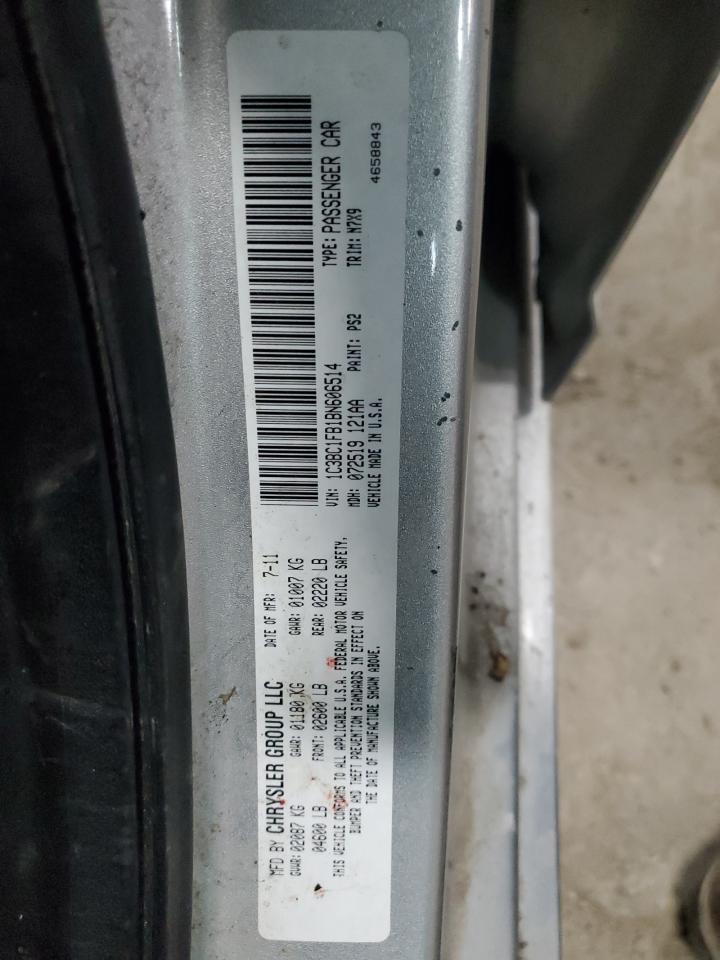 MFD BY CHRYSLER GROUP LLC DATE OF MFR: 7-11
GVWR: 02087 KG GAWR: 01180 KG GAWR: 01007 KG
04600 LB FRONT: 02600 LB REAR: 02220 LB
THIS VEHICLE CONFORMS TO ALL APPLICABLE U.S.A. FEDERAL MOTOR VEHICLE SAFETY,
BUMPER AND THEFT PREVENTION STANDARDS IN EFFECT ON
THE DATE OF MANUFACTURE SHOWN ABOVE.
VIN: 1C3BC1FB1BN606514 TYPE: PASSENGER CAR
MDH: 072519 121AA PAINT: PS2 TRIM: N7X9
VEHICLE MADE IN U.S.A. 4658843